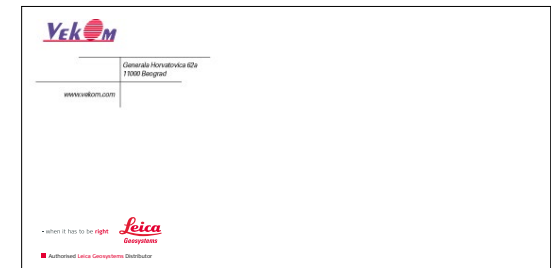 VEKOM
Generala Horvatovica 62a
11000 Beograd
www.vekom.com
- when it has to be right
Leica
Geosystems
Authorised Leica Geosystems Distributor